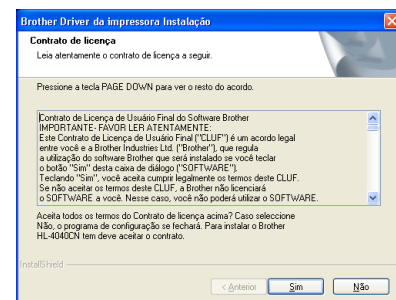 Brother Driver da impressora Instalação
Contrato de licença
Leia atentamente o contrato de licença a seguir.
Pressione a tecla PAGE DOWN para ver o resto do acordo.
Contrato de Licença de Usuário Final do Software Brother
IMPORTANTE- FAVOR LER ATENTAMENTE:
Este Contrato de Licença de Usuário Final ("CLUF") é um acordo legal
entre você e a Brother Industries Ltd. ("Brother"), que regula
a utilização do software Brother que será instalado se você teclar
o botão "Sim" desta caixa de diálogo ("SOFTWARE").
Teclando "Sim", você aceita cumprir legalmente os termos deste CLUF.
Se não aceitar os termos deste CLUF, a Brother não licenciará
o SOFTWARE a você. Nesse caso, você não poderá utilizar o SOFTWARE.
Aceita todos os termos do Contrato de licença acima? Caso seleccione
Não, o programa de configuração se fechará. Para instalar o Brother
HL-4040CN tem deve aceitar o contrato.
InstallShield
< Anterior Sim Não